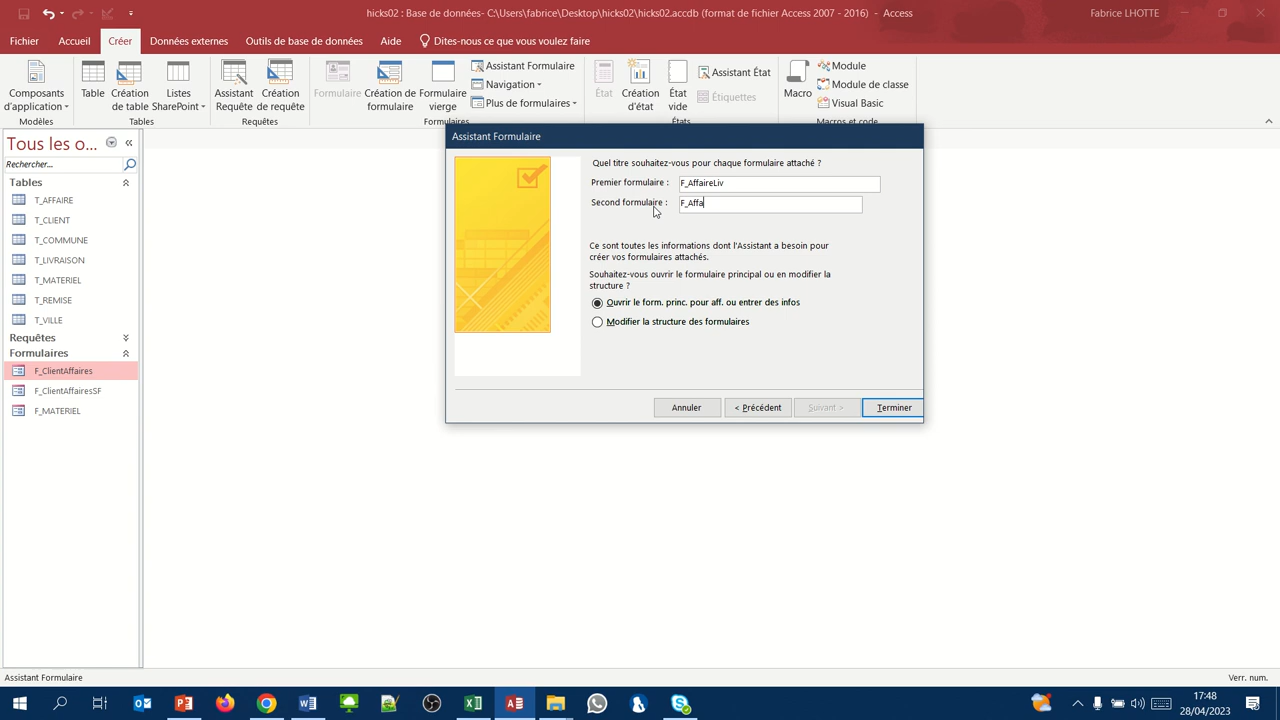 hicks02 : Base de données- C:\Users\fabrice\Desktop\hicks02\hicks02.accdb (format de fichier Access 2007 - 2016) - Access
Fabrice LHOTTE
Fichier
Accueil
Créer
Données externes
Outils de base de données
Aide
Dites-nous ce que vous voulez faire
Composants d'application
Modèles
Table
Création de table
Listes SharePoint
Tables
Assistant Requête
Création de requête
Requêtes
Formulaire
Création de formulaire
Formulaire vierge
Assistant Formulaire
Navigation
Plus de formulaires
Formulaires
État
Création d'état
État vide
Assistant État
Étiquettes
États
Macro
Module
Module de classe
Visual Basic
Macros et code
Tous les o...
Rechercher...
Tables
T_AFFAIRE
T_CLIENT
T_COMMUNE
T_LIVRAISON
T_MATERIEL
T_REMISE
T_VILLE
Requêtes
Formulaires
F_ClientAffaires
F_ClientAffairesSF
F_MATERIEL
Assistant Formulaire
Quel titre souhaitez-vous pour chaque formulaire attaché ?
Premier formulaire : F_AffaireLiv
Second formulaire : F_Affa
Ce sont toutes les informations dont l'Assistant a besoin pour
créer vos formulaires attachés.
Souhaitez-vous ouvrir le formulaire principal ou en modifier la
structure ?
Ouvrir le form. princ. pour aff. ou entrer des infos
Modifier la structure des formulaires
Annuler
< Précédent
Suivant >
Terminer
Assistant Formulaire
Verr. num.
17:48
28/04/2023